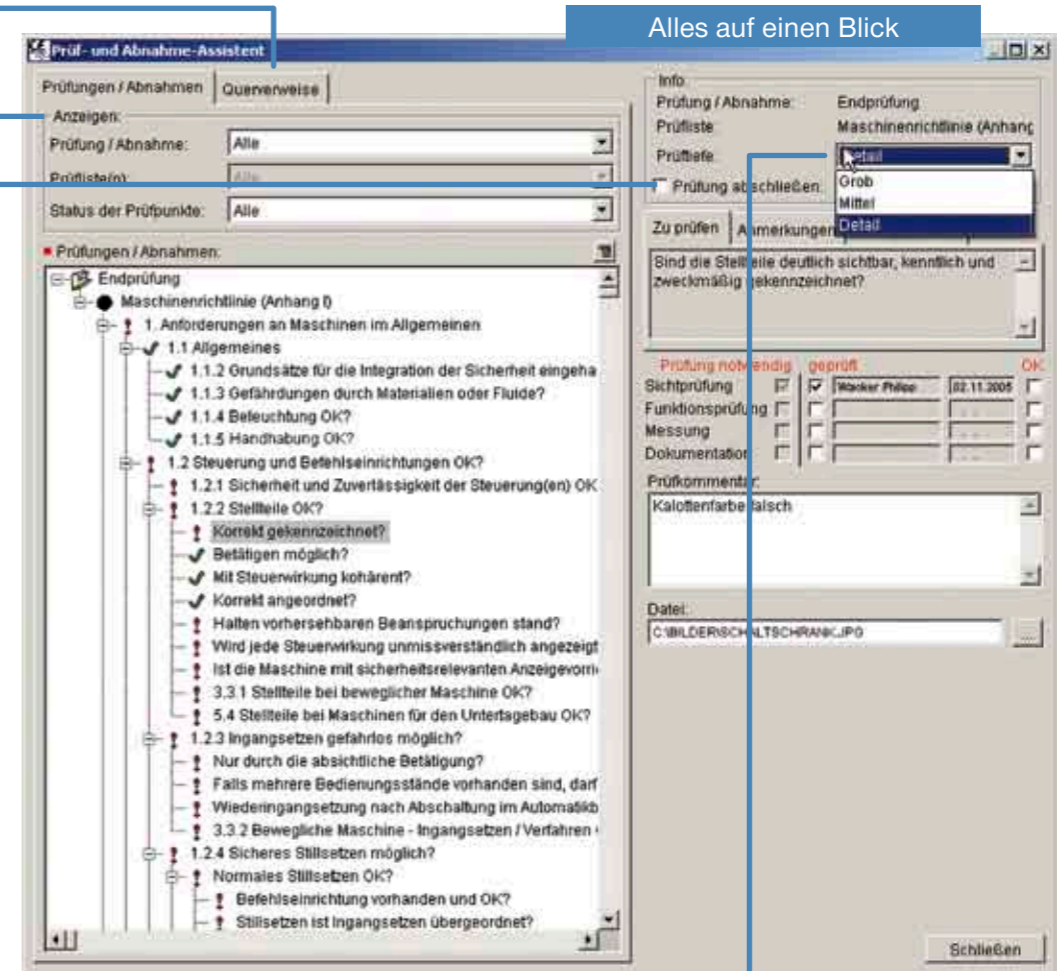 Alles auf einen Blick
Prüf- und Abnahme-Assistent
Prüfungen / Abnahmen
Querverweise
Anzeigen:
Prüfung / Abnahme:
Alle
Prüfliste(n):
Alle
Status der Prüfpunkte:
Alle
Prüfungen / Abnahmen:
Endprüfung
Maschinenrichtlinie (Anhang I)
1. Anforderungen an Maschinen im Allgemeinen
1.1 Allgemeines
1.1.2 Grundsätze für die Integration der Sicherheit eingeha
1.1.3 Gefährdungen durch Materialien oder Fluide?
1.1.4 Beleuchtung OK?
1.1.5 Handhabung OK?
1.2 Steuerung und Befehlseinrichtungen OK?
1.2.1 Sicherheit und Zuverlässigkeit der Steuerung(en) OK
1.2.2 Stellteile OK?
Korrekt gekennzeichnet?
Betätigen möglich?
Mit Steuerwirkung kohärent?
Korrekt angeordnet?
Halten vorhersehbaren Beanspruchungen stand?
Wird jede Steuerwirkung unmissverständlich angezeigt
Ist die Maschine mit sicherheitsrelevanten Anzeigevorri
3.3.1 Stellteile bei beweglicher Maschine OK?
5.4 Stellteile bei Maschinen für den Untertagebau OK?
1.2.3 Ingangsetzen gefahrlos möglich?
Nur durch die absichtliche Betätigung?
Falls mehrere Bedienungsstände vorhanden sind, darf
Wiederingangsetzung nach Abschaltung im Automatikb
3.3.2 Bewegliche Maschine - Ingangsetzen / Verfahren
1.2.4 Sicheres Stillsetzen möglich?
Normales Stillsetzen OK?
Befehlseinrichtung vorhanden und OK?
Stillsetzen ist Ingangsetzen übergeordnet?
Info
Prüfung / Abnahme: Endprüfung
Prüfliste Maschinenrichtlinie (Anhang
Prüftiefe: Detail
Prüfung abschließen:
Grob
Mittel
Detail
Zu prüfen
Anmerkungen
Sind die Stellteile deutlich sichtbar, kenntlich und
zweckmäßig gekennzeichnet?
Prüfung notwendig geprüft OK
Sichtprüfung Wanker Philipp 02.11.2005
Funktionsprüfung
Messung
Dokumentation
Prüfkommentar:
Kalottenfarbe falsch
Datei:
C:\BILDER\SCHALTSCHRANK.JPG
...
Schließen